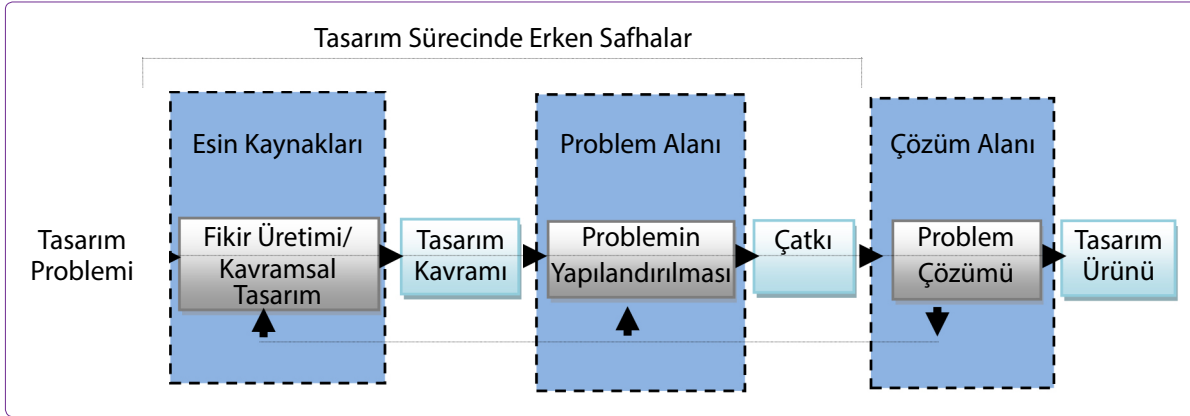 Tasarım Sürecinde Erken Safhalar
Esin Kaynakları
Problem Alanı
Çözüm Alanı
Tasarım
Problemi
Fikir Üretimi/
Kavramsal
Tasarım
Tasarım
Kavramı
Problemin
Yapılandırılması
Çatkı
Problem
Çözümü
Tasarım
Ürünü